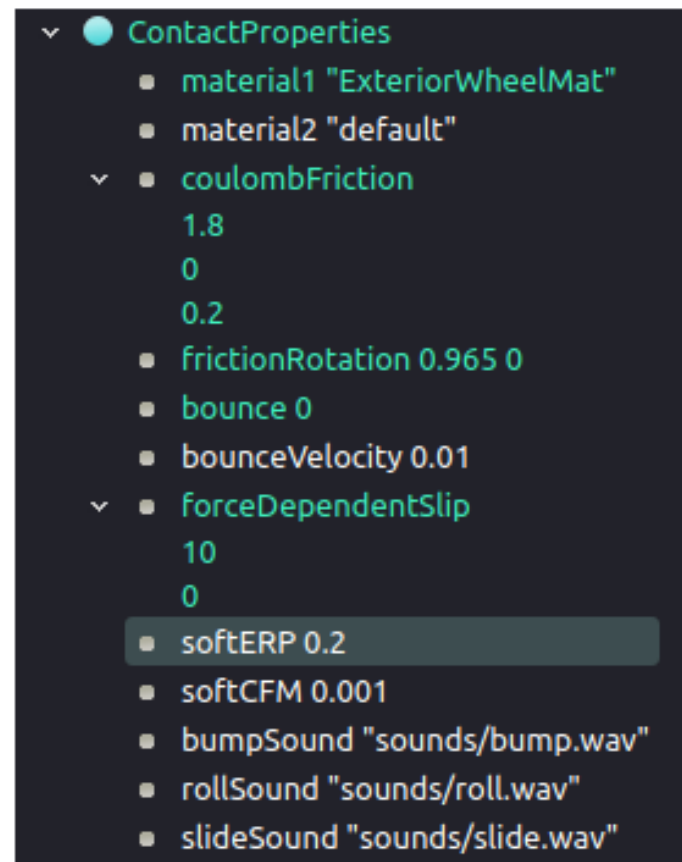 ContactProperties
material1 "ExteriorWheelMat"
material2 "default"
coulombFriction
1.8
0
0.2
frictionRotation 0.965 0
bounce 0
bounceVelocity 0.01
forceDependentSlip
10
0
softERP 0.2
softCFM 0.001
bumpSound "sounds/bump.wav"
rollSound "sounds/roll.wav"
slideSound "sounds/slide.wav"